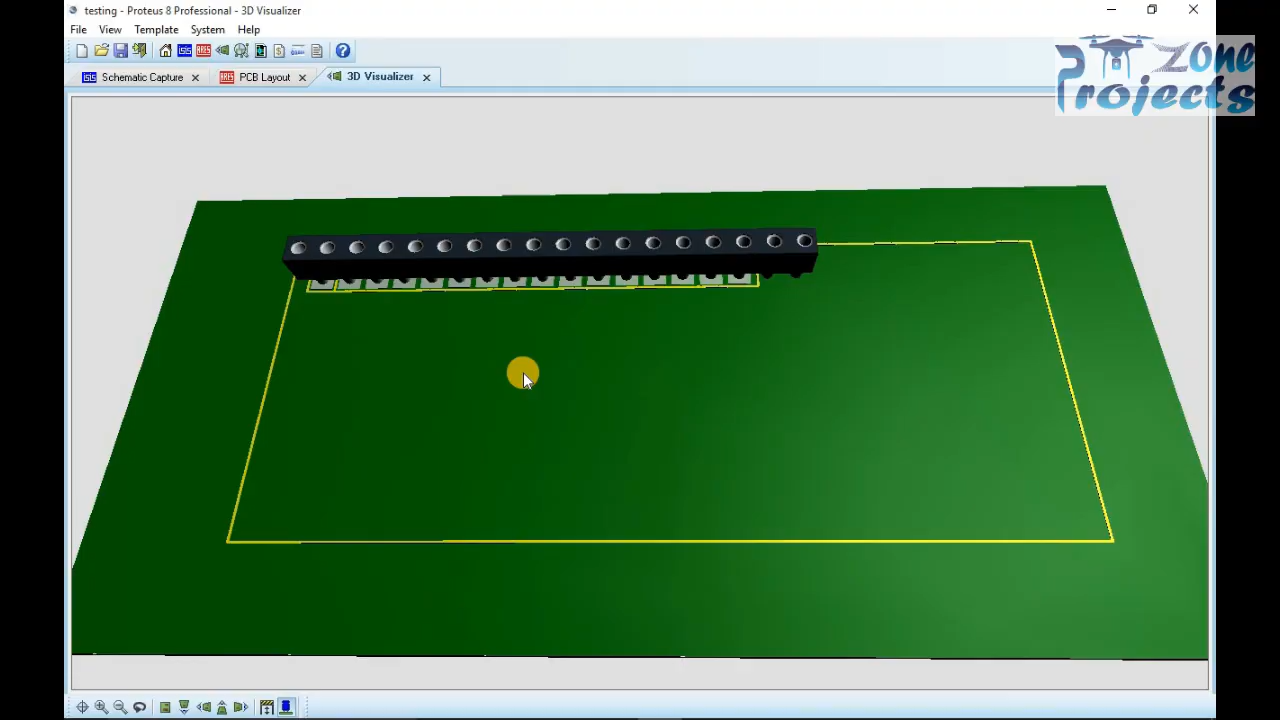 testing - Proteus 8 Professional - 3D Visualizer
File View Template System Help
Schematic Capture PCB Layout 3D Visualizer
zone
Projects